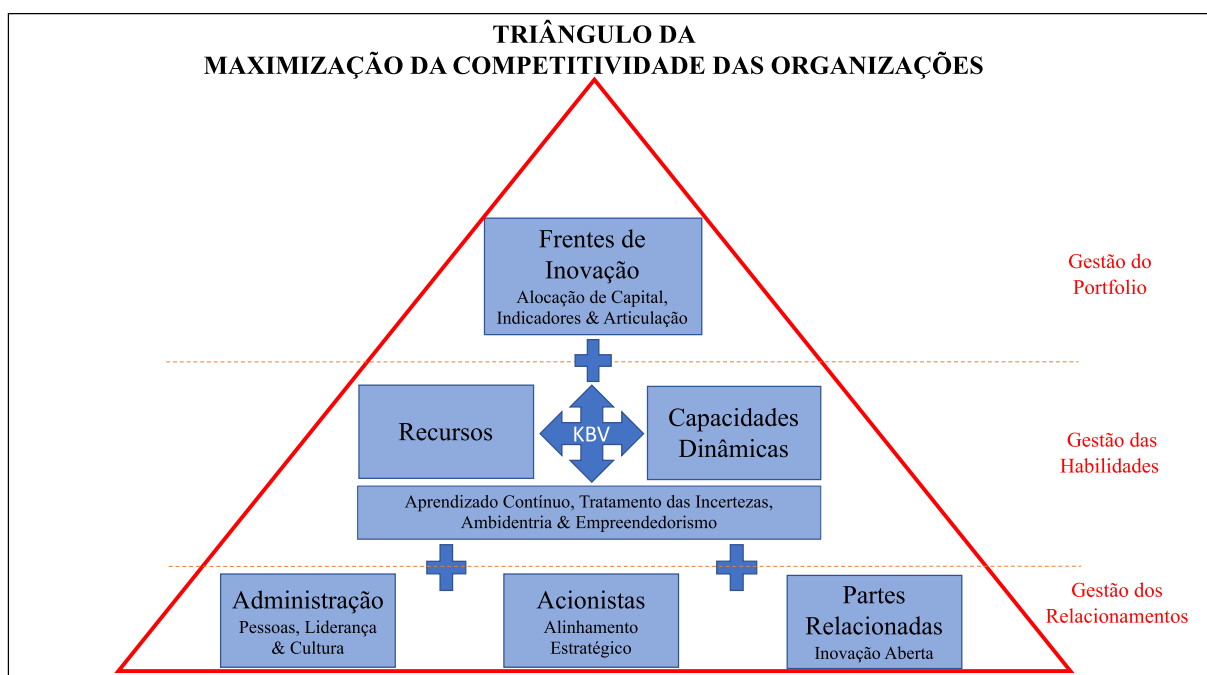 TRIÂNGULO DA
MAXIMIZAÇÃO DA COMPETITIVIDADE DAS ORGANIZAÇÕES
Frentes de
Inovação
Alocação de Capital,
Indicadores & Articulação
Gestão do
Portfolio
Recursos
KBV
Capacidades
Dinâmicas
Gestão das
Habilidades
Aprendizado Contínuo, Tratamento das Incertezas,
Ambidentria & Empreendedorismo
Administração
Pessoas, Liderança
& Cultura
Acionistas
Alinhamento
Estratégico
Partes
Relacionadas
Inovação Aberta
Gestão dos
Relacionamentos